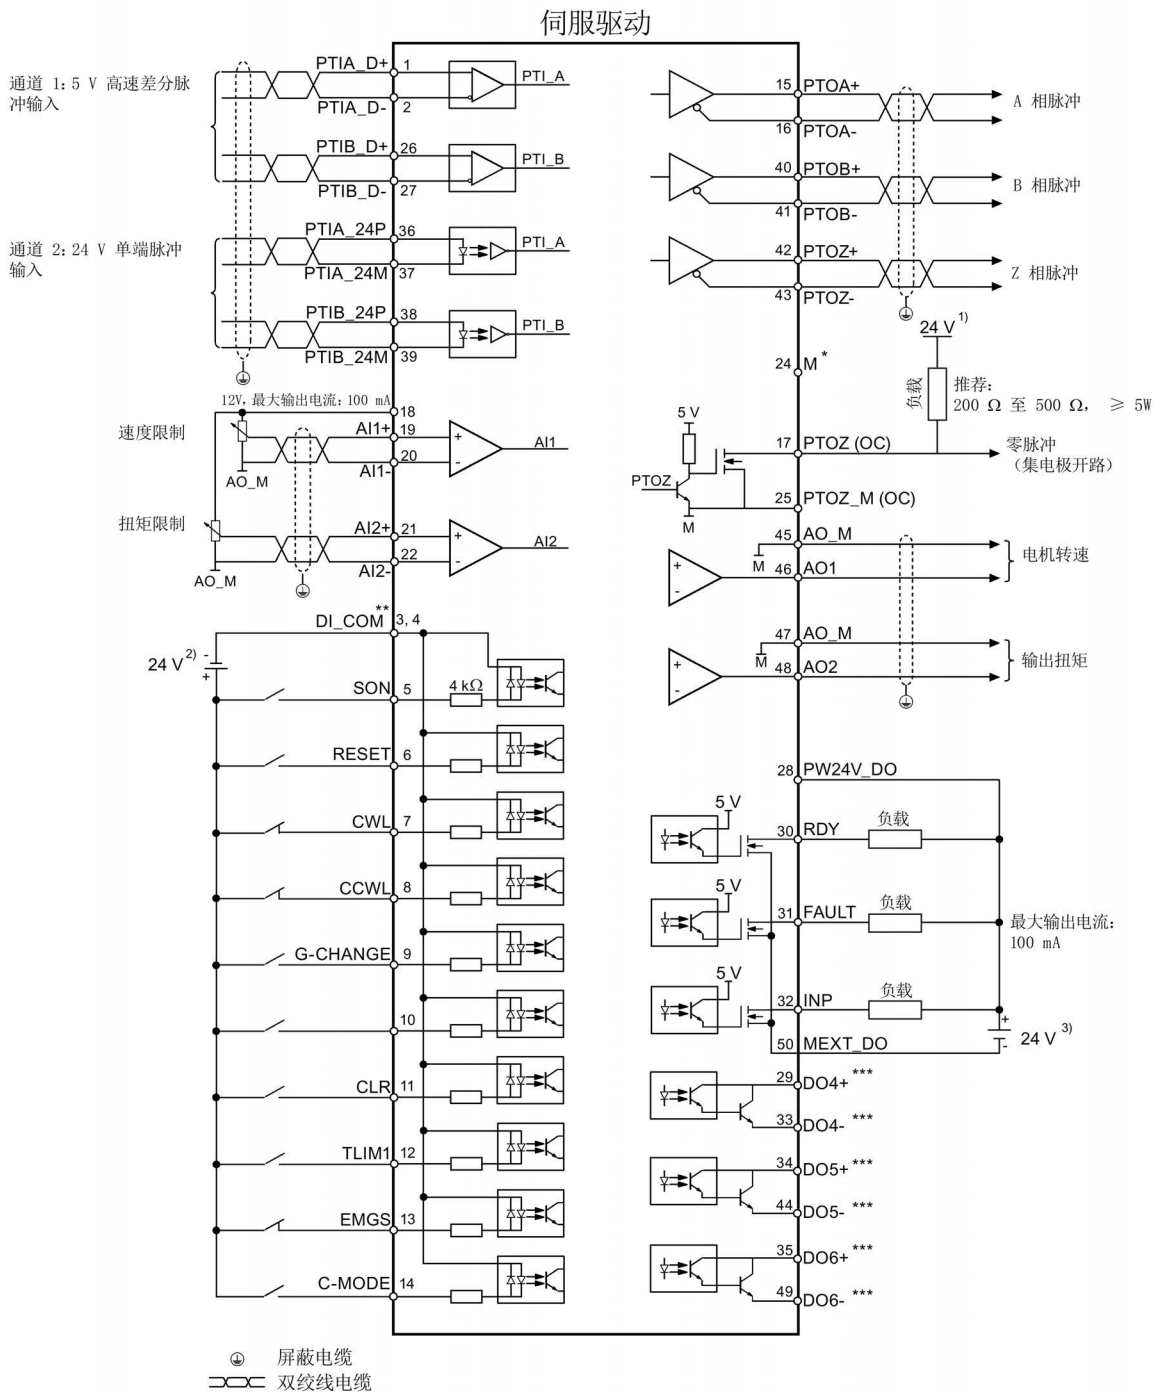 伺服驱动
通道 1: 5 V 高速差分脉
冲输入
PTIA_D+ 1
PTIA_D- 2
PTI_A
PTIB_D+ 26
PTIB_D- 27
PTI_B
通道 2: 24 V 单端脉冲
输入
PTIA_24P 36
PTIA_24M 37
PTI_A
PTIB_24P 38
PTIB_24M 39
PTI_B
12V, 最大输出电流: 100 mA
18
速度限制
AI1+ 19
AI1- 20
AI1
AO_M
扭矩限制
AI2+ 21
AI2- 22
AI2
AO_M
DI_COM** 3, 4
24 V 2)
-
+
SON 5
4 kΩ
RESET 6
CWL 7
CCWL 8
G-CHANGE 9
10
CLR 11
TLIM1 12
EMGS 13
C-MODE 14
15 PTOA+
16 PTOA-
A 相脉冲
40 PTOB+
41 PTOB-
B 相脉冲
42 PTOZ+
43 PTOZ-
Z 相脉冲
24 V 1)
24 M*
负载
推荐:
200 Ω 至 500 Ω, ≥ 5W
5 V
17 PTOZ (OC)
零脉冲
(集电极开路)
PTOZ
M
25 PTOZ_M (OC)
45 AO_M
M
46 AO1
电机转速
47 AO_M
M
48 AO2
输出扭矩
28 PW24V_DO
5 V
30 RDY
负载
5 V
31 FAULT
负载
最大输出电流:
100 mA
5 V
32 INP
负载
+
-
24 V 3)
50 MEXT_DO
29 DO4+ ***
33 DO4- ***
34 DO5+ ***
44 DO5- ***
35 DO6+ ***
49 DO6- ***
屏蔽电缆
双绞线电缆